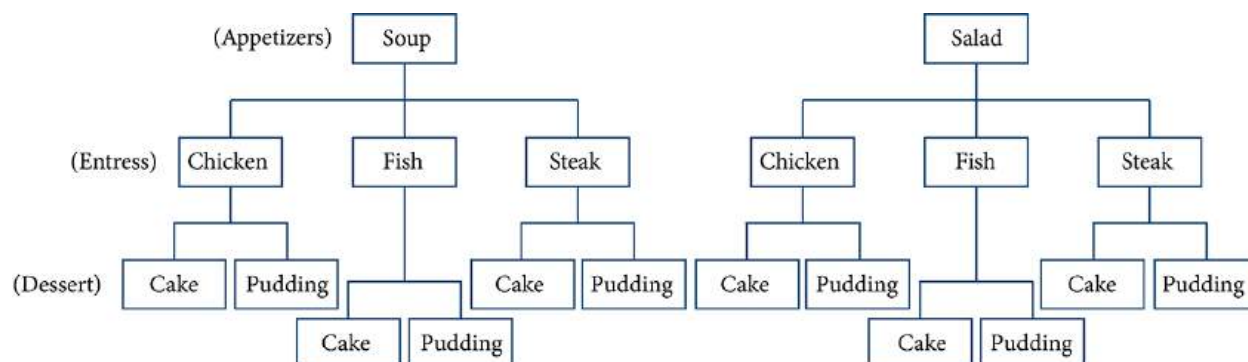 (Appetizers) Soup Salad
(Entress) Chicken Fish Steak Chicken Fish Steak
(Dessert) Cake Pudding Cake Pudding Cake Pudding Cake Pudding
Cake Pudding Cake Pudding